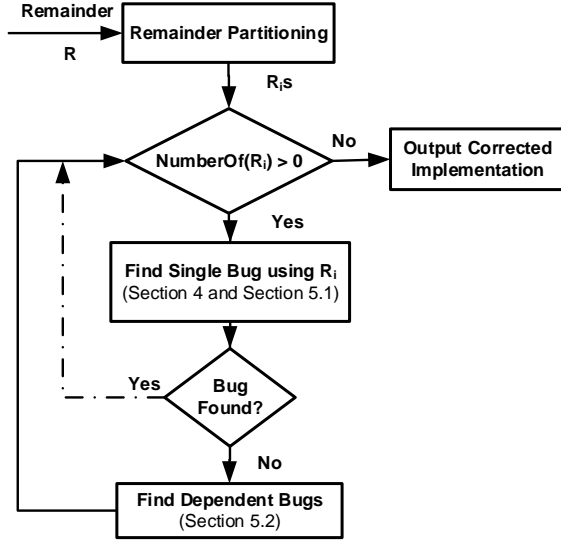 Remainder
R
Remainder Partitioning
Rᵢs
NumberOf(Rᵢ) > 0
No
Output Corrected
Implementation
Yes
Find Single Bug using Rᵢ
(Section 4 and Section 5.1)
Yes
Bug
Found?
No
Find Dependent Bugs
(Section 5.2)